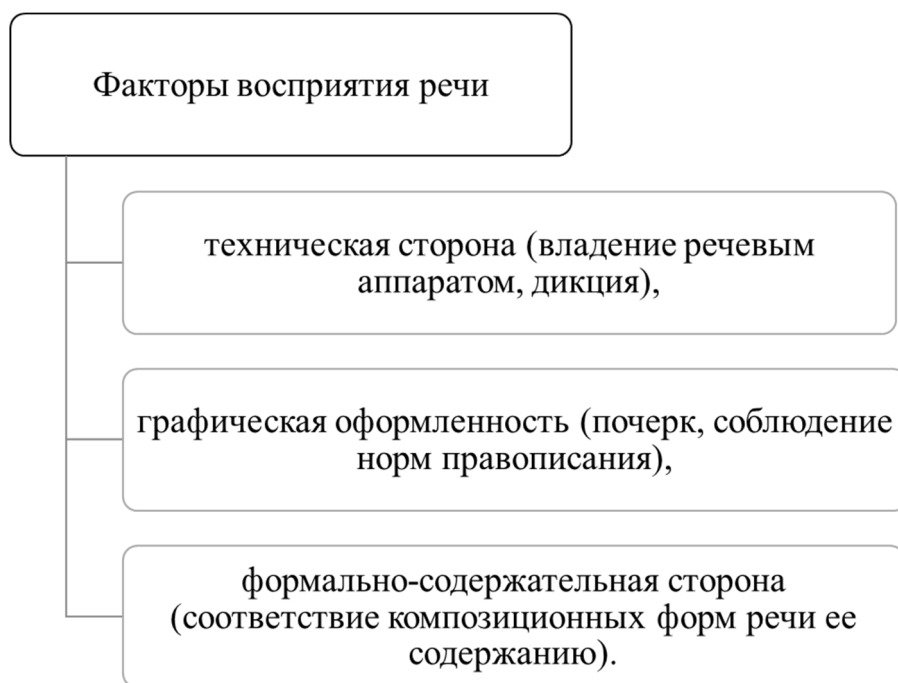 Факторы восприятия речи
техническая сторона (владение речевым
аппаратом, дикция),
графическая оформленность (почерк, соблюдение
норм правописания),
формально-содержательная сторона
(соответствие композиционных форм речи ее
содержанию).